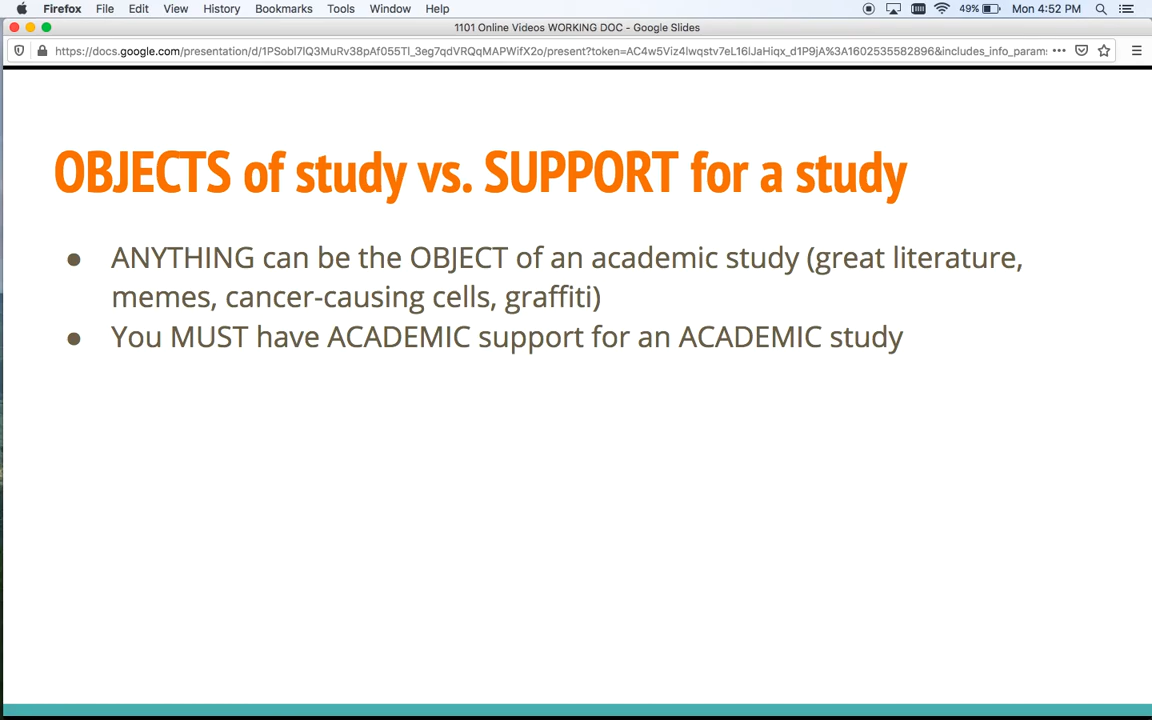 Firefox File Edit View History Bookmarks Tools Window Help 49% Mon 4:52 PM
1101 Online Videos WORKING DOC - Google Slides
OBJECTS of study vs. SUPPORT for a study
● ANYTHING can be the OBJECT of an academic study (great literature,
memes, cancer-causing cells, graffiti)
● You MUST have ACADEMIC support for an ACADEMIC study